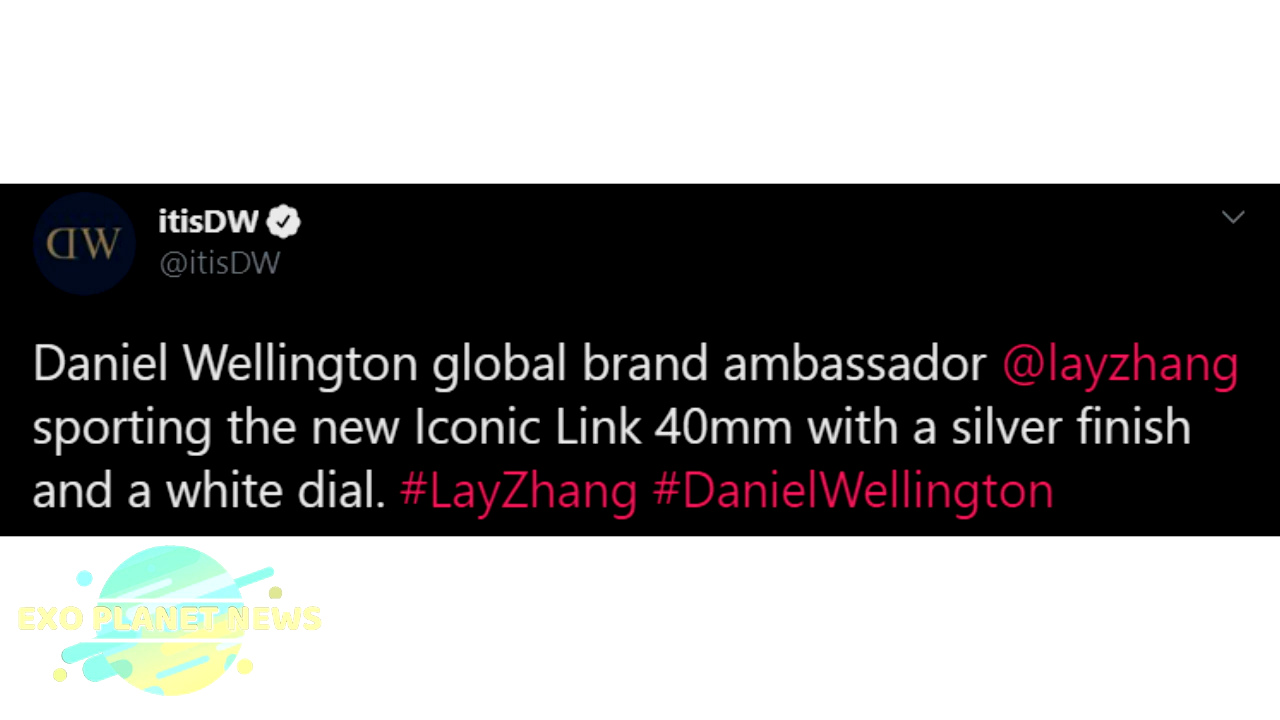 DW
itisDW
@itisDW
Daniel Wellington global brand ambassador @layzhang
sporting the new Iconic Link 40mm with a silver finish
and a white dial. #LayZhang #DanielWellington
EXO PLANET NEWS